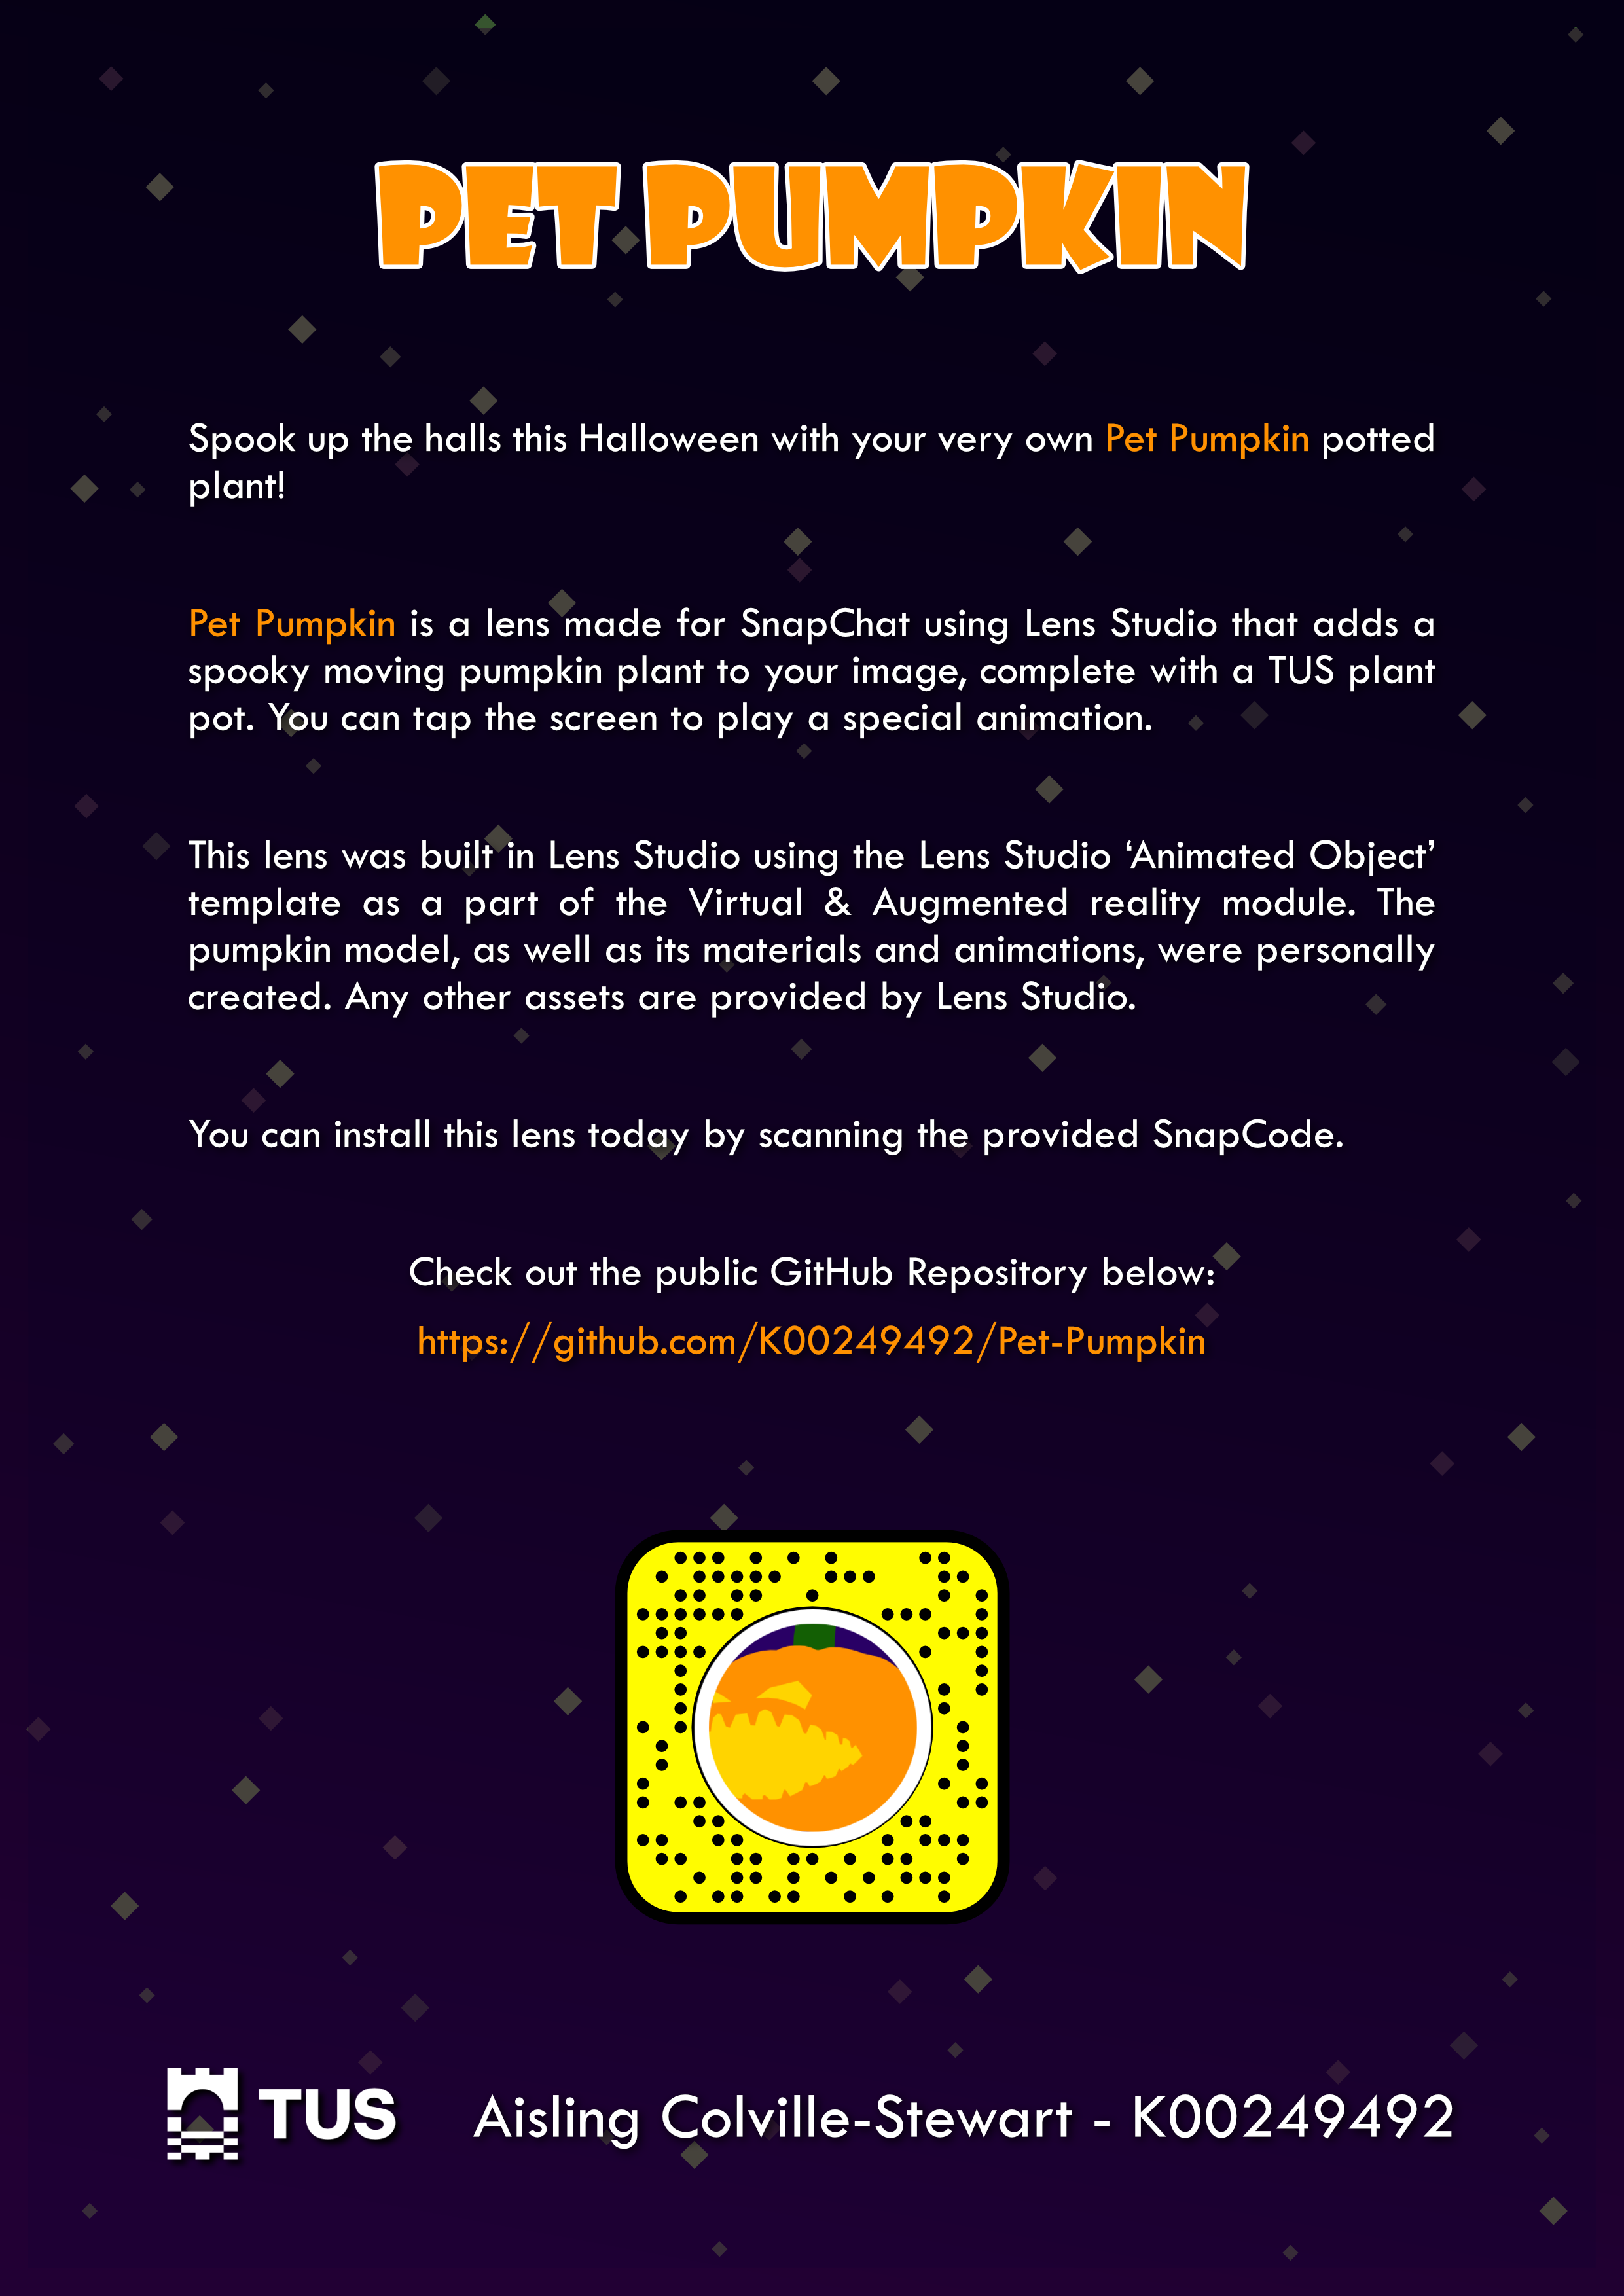 PET PUMPKIN
Spook up the halls this Halloween with your very own Pet Pumpkin potted
plant!
Pet Pumpkin is a lens made for SnapChat using Lens Studio that adds a
spooky moving pumpkin plant to your image, complete with a TUS plant
pot. You can tap the screen to play a special animation.
This lens was built in Lens Studio using the Lens Studio ‘Animated Object’
template as a part of the Virtual & Augmented reality module. The
pumpkin model, as well as its materials and animations, were personally
created. Any other assets are provided by Lens Studio.
You can install this lens today by scanning the provided SnapCode.
Check out the public GitHub Repository below:
https://github.com/K00249492/Pet-Pumpkin
TUS
Aisling Colville-Stewart - K00249492